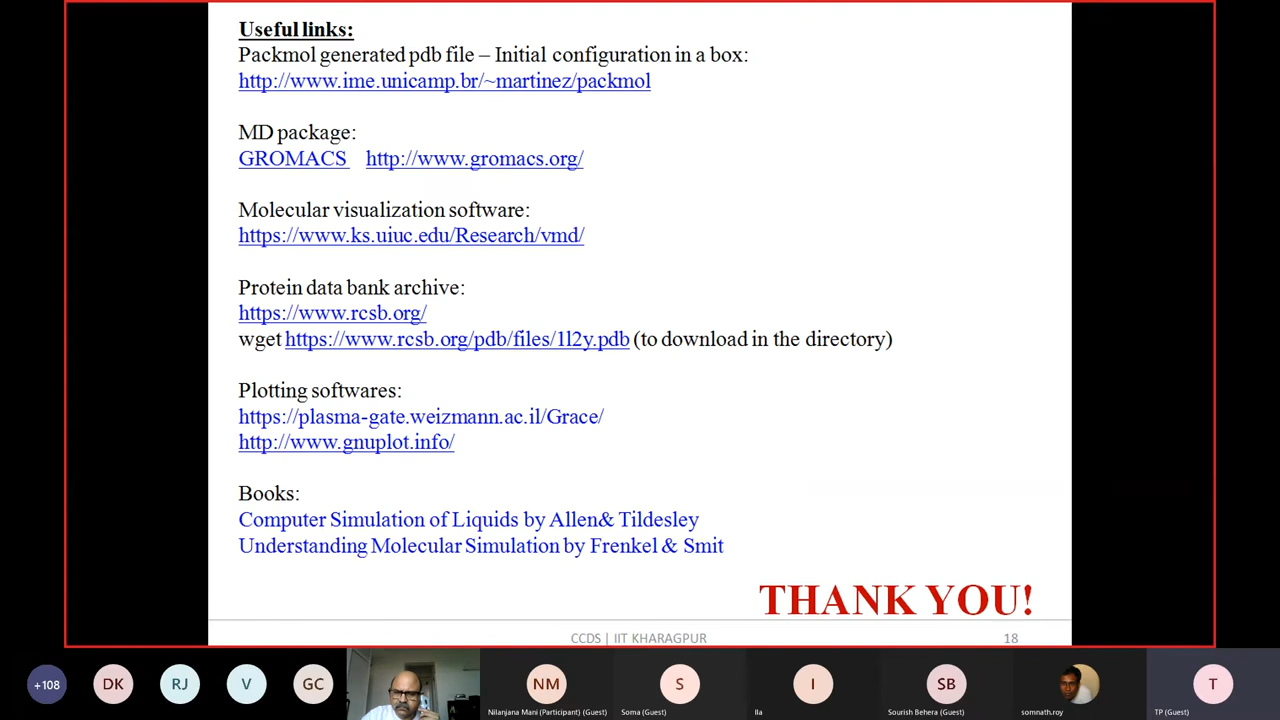 Useful links:
Packmol generated pdb file – Initial configuration in a box:
http://www.ime.unicamp.br/~martinez/packmol
MD package:
GROMACS http://www.gromacs.org/
Molecular visualization software:
https://www.ks.uiuc.edu/Research/vmd/
Protein data bank archive:
https://www.rcsb.org/
wget https://www.rcsb.org/pdb/files/1l2y.pdb (to download in the directory)
Plotting softwares:
https://plasma-gate.weizmann.ac.il/Grace/
http://www.gnuplot.info/
Books:
Computer Simulation of Liquids by Allen& Tildesley
Understanding Molecular Simulation by Frenkel & Smit
THANK YOU!
CCDS | IIT KHARAGPUR 18
+108 DK RJ V GC NM S I SB T
Nilanjana Mani (Participant) (Guest) Soma (Guest) Ila Sourish Behera (Guest) somnath.roy TP (Guest)